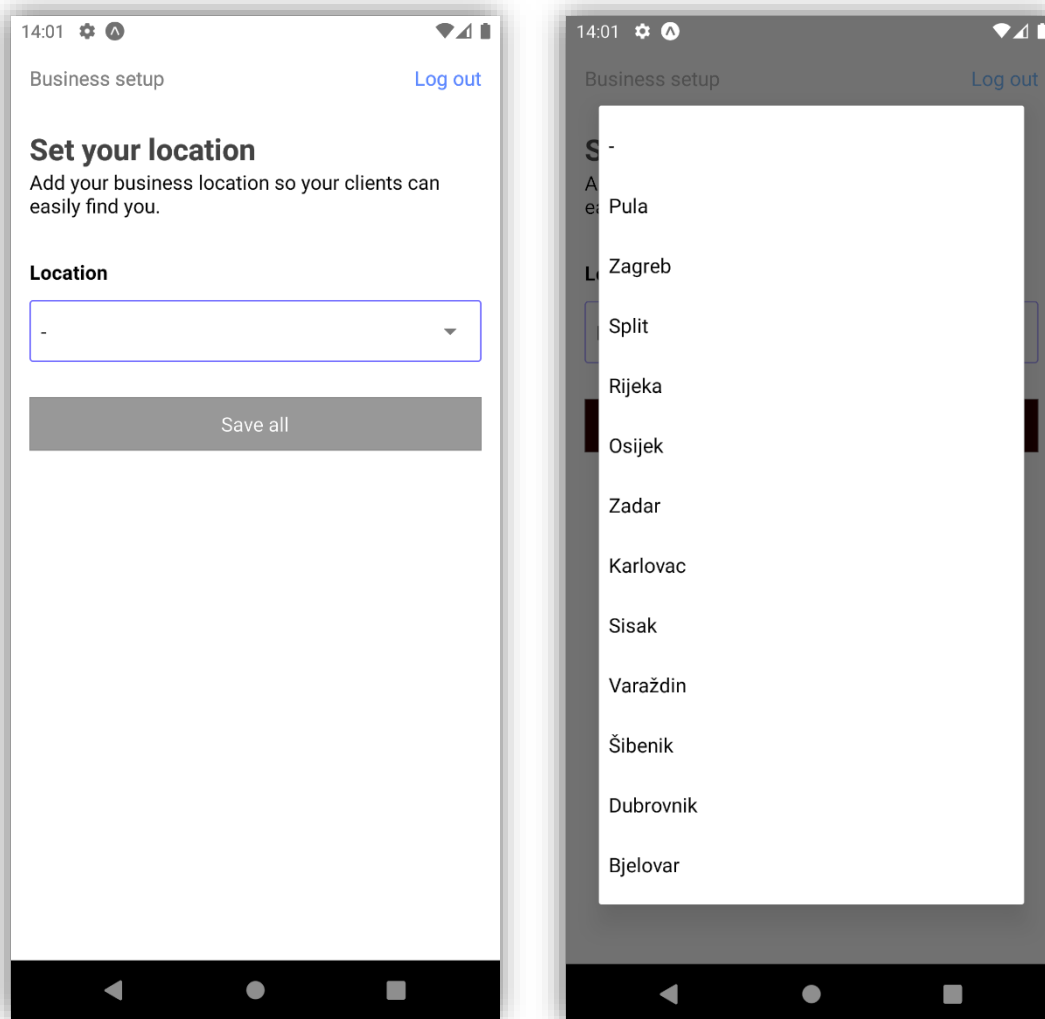 14:01
Business setup
Log out
Set your location
Add your business location so your clients can
easily find you.
Location
-
Save all
14:01
Business setup
Log out
S
-
A
ea
Pula
Zagreb
L
Split
Rijeka
Osijek
Zadar
Karlovac
Sisak
Varaždin
Šibenik
Dubrovnik
Bjelovar